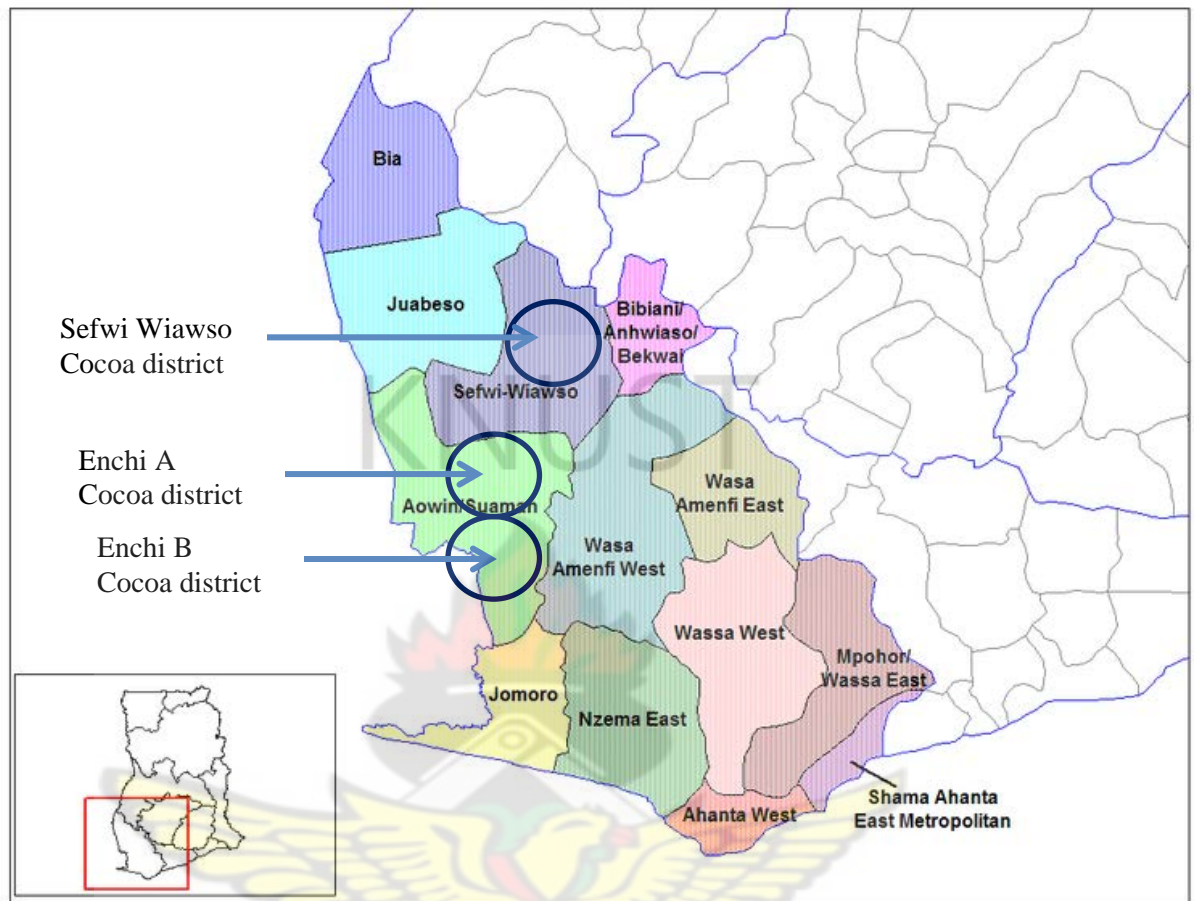 Bia
Juabeso
Bibiani/
Anhwiaso/
Bekwai
Sefwi Wiawso
Cocoa district
Sefwi-Wiawso
KNUST
Enchi A
Cocoa district
Aowin/Suaman
Wasa
Amenfi East
Enchi B
Cocoa district
Wasa
Amenfi West
Wassa West
Mpohor/
Wassa East
Jomoro
Nzema East
Shama Ahanta
East Metropolitan
Ahanta West